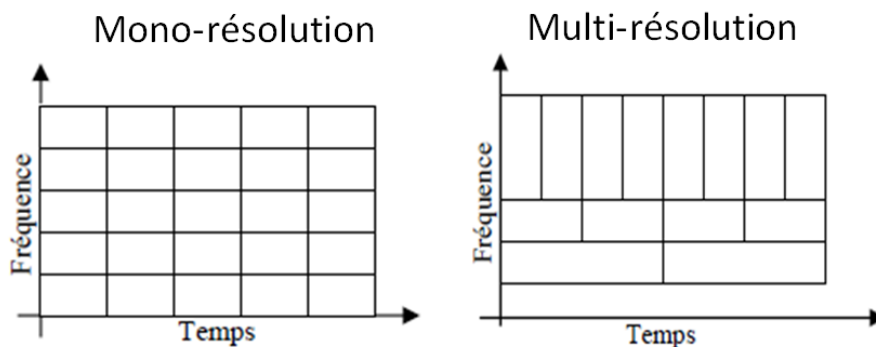 Mono-résolution
Fréquence
Temps
Multi-résolution
Fréquence
Temps